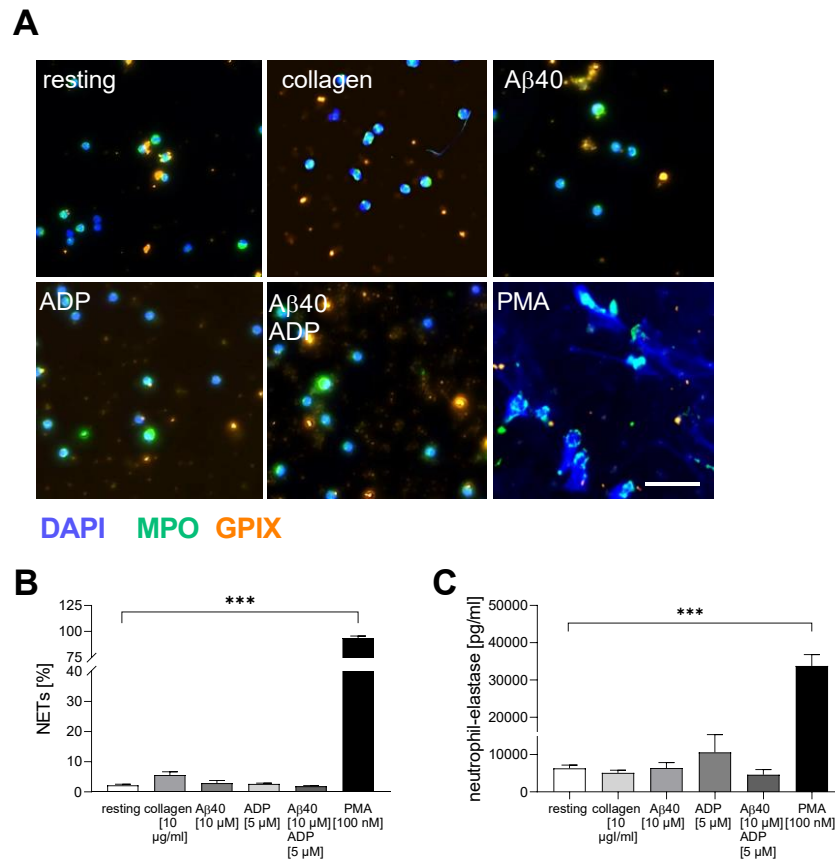 A
resting
collagen
Aβ40
ADP
Aβ40
ADP
PMA
DAPI MPO GPIX
B
***
NETs [%]
125
100
75
40
30
20
10
0
resting
collagen
[10
µg/ml]
Aβ40
[10 µM]
ADP
[5 µM]
Aβ40
[10 µM]
ADP
[5 µM]
PMA
[100 nM]
C
***
neutrophil-elastase [pg/ml]
50000
40000
30000
20000
10000
0
resting
collagen
[10
µgl/ml]
Aβ40
[10 µM]
ADP
[5 µM]
Aβ40
[10 µM]
ADP
[5 µM]
PMA
[100 nM]